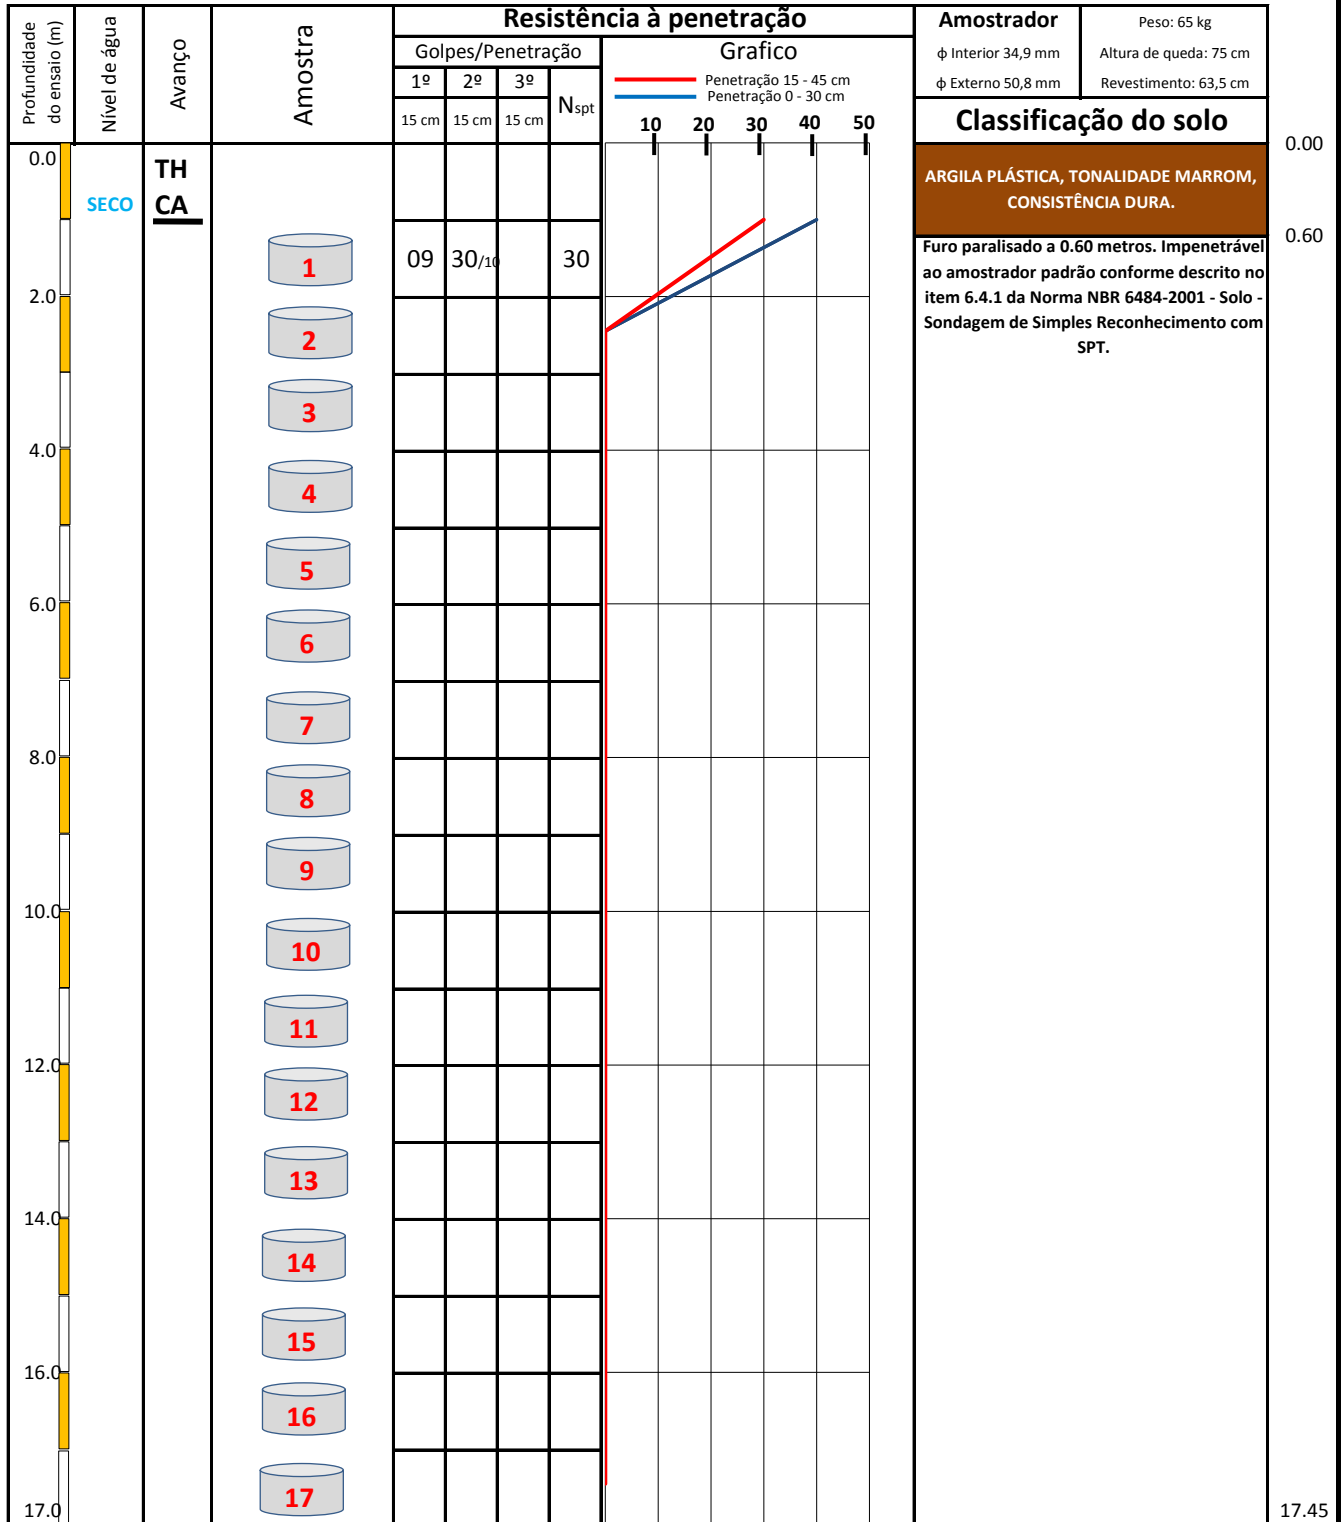 Profundidade
do ensaio (m)
Nível de água
Avanço
Amostra
Resistência à penetração
Golpes/Penetração
1º 2º 3º
15 cm 15 cm 15 cm
Nspt
Grafico
Penetração 15 - 45 cm
Penetração 0 - 30 cm
10 20 30 40 50
Amostrador
ϕ Interior 34,9 mm
ϕ Externo 50,8 mm
Peso: 65 kg
Altura de queda: 75 cm
Revestimento: 63,5 cm
Classificação do solo
0.0
SECO
TH
CA
ARGILA PLÁSTICA, TONALIDADE MARROM,
CONSISTÊNCIA DURA.
0.00
0.60
1
09 30/10 30
Furo paralisado a 0.60 metros. Impenetrável
ao amostrador padrão conforme descrito no
item 6.4.1 da Norma NBR 6484-2001 - Solo -
Sondagem de Simples Reconhecimento com
SPT.
2.0
2
3
4.0
4
5
6.0
6
7
8.0
8
9
10.0
10
11
12.0
12
13
14.0
14
15
16.0
16
17
17.0
17.45